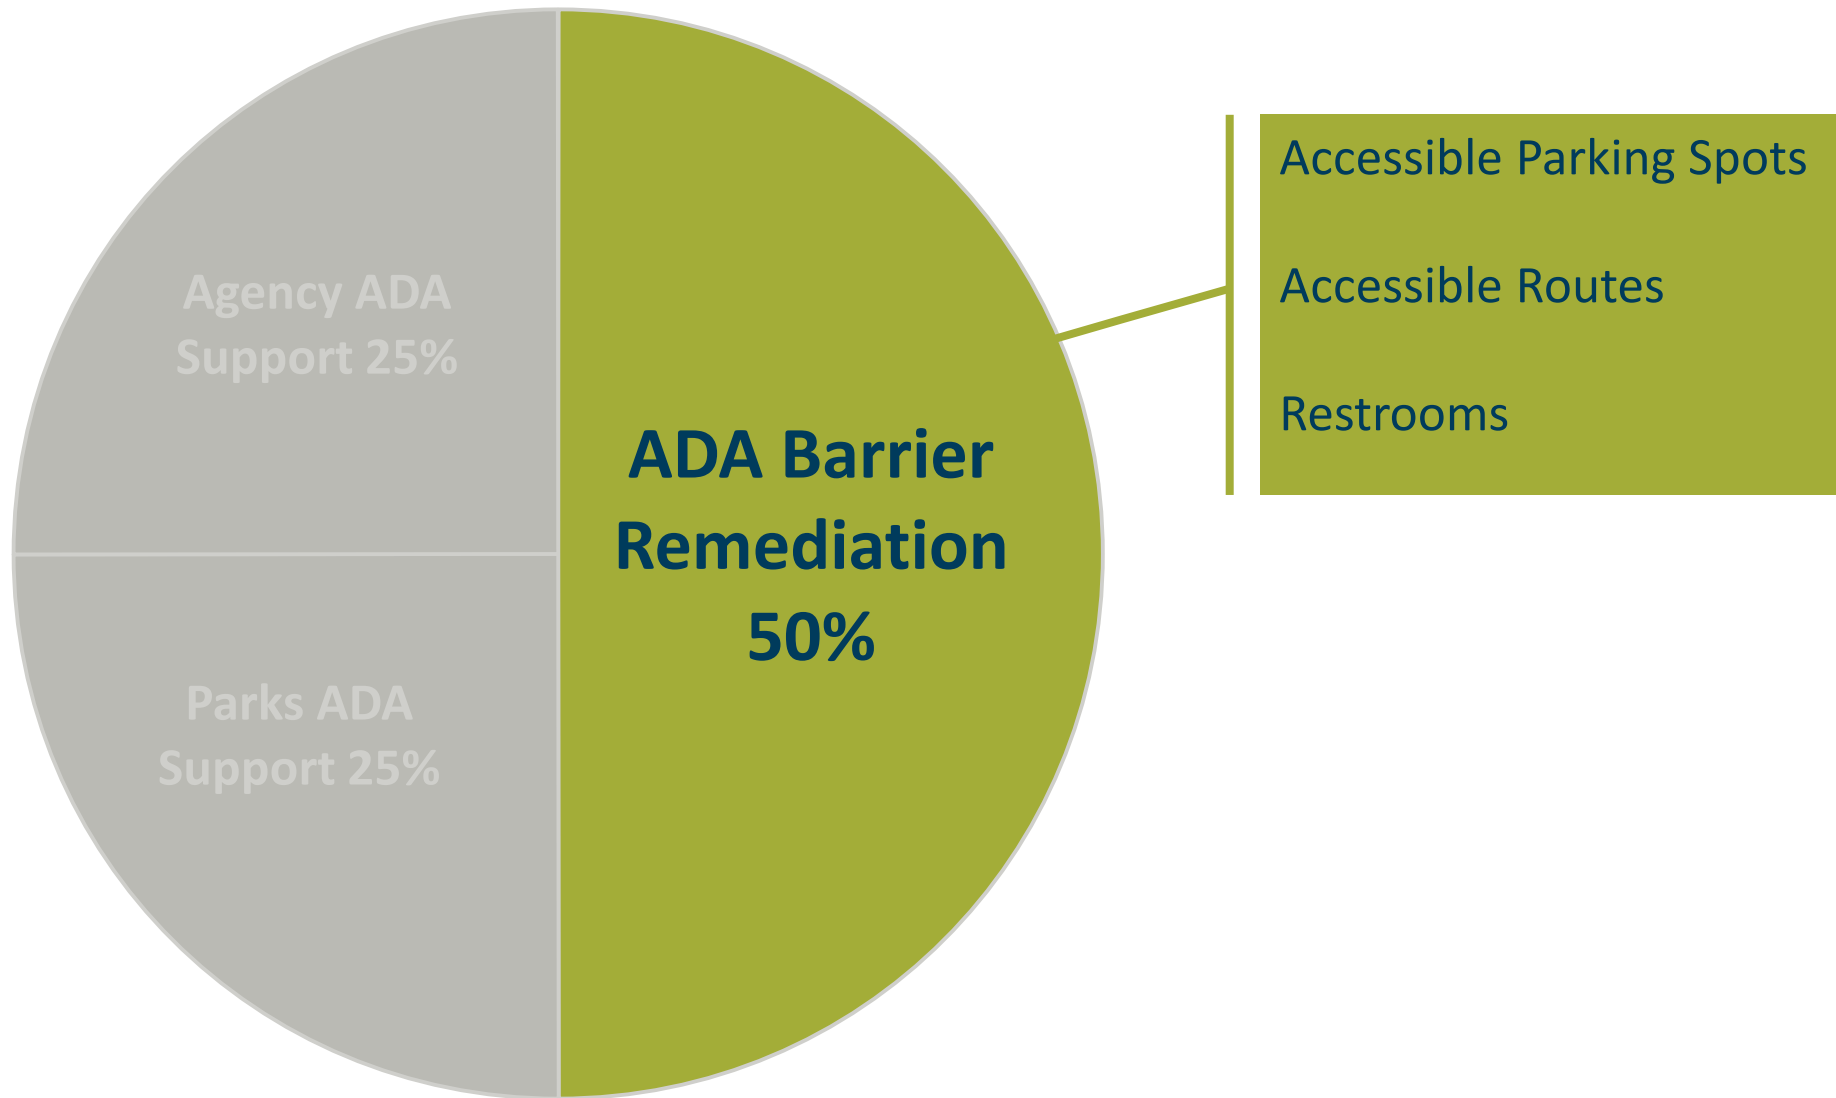 Agency ADA
Support 25%
Parks ADA
Support 25%
ADA Barrier
Remediation
50%
Accessible Parking Spots
Accessible Routes
Restrooms